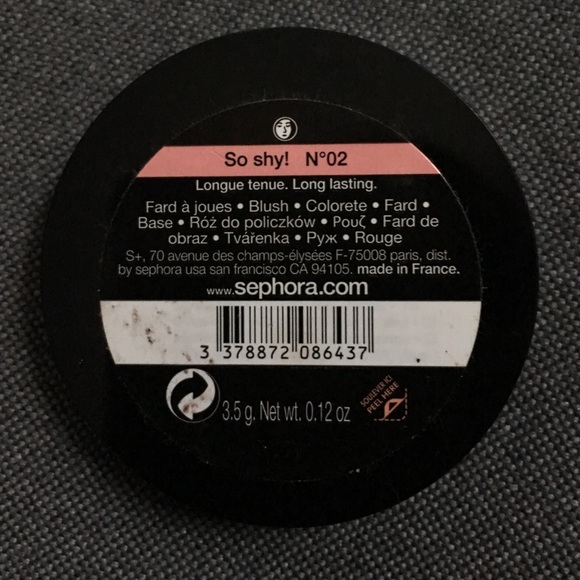 So shy! N°02
Longue tenue. Long lasting.
Fard à joues • Blush • Colorete • Fard •
Base • Róż do policzków • Ρουζ • Fard de
obraz • Tvářenka • Руж • Rouge
S+, 70 avenue des champs-élysées F-75008 paris, dist.
by sephora usa san francisco CA 94105. made in France.
www.sephora.com
3 378872 086437
3.5 g. Net wt. 0.12 oz
SOULEVER ICI
PEEL HERE